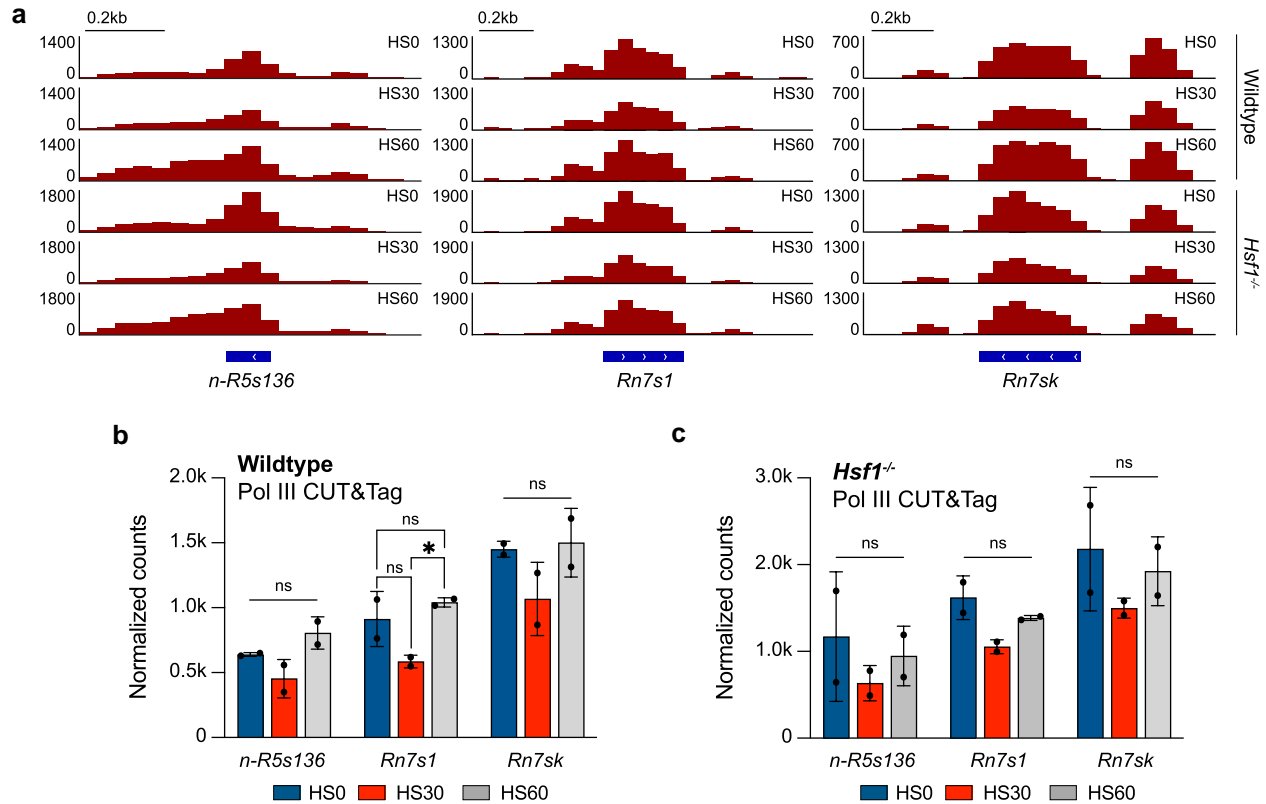 a
0.2kb
0.2kb
0.2kb
1400
0
HS0
1300
0
HS0
700
0
HS0
1400
0
HS30
1300
0
HS30
700
0
HS30
1400
0
HS60
1300
0
HS60
700
0
HS60
Wildtype
1800
0
HS0
1900
0
HS0
1300
0
HS0
1800
0
HS30
1900
0
HS30
1300
0
HS30
1800
0
HS60
1900
0
HS60
1300
0
HS60
Hsf1-/-
n-R5s136
Rn7s1
Rn7sk
b
Wildtype
Pol III CUT&Tag
Normalized counts
2.0k
1.5k
1.0k
0.5k
0
ns
ns
ns
*
ns
n-R5s136
Rn7s1
Rn7sk
HS0
HS30
HS60
c
Hsf1-/-
Pol III CUT&Tag
Normalized counts
3.0k
2.0k
1.0k
0
ns
ns
ns
n-R5s136
Rn7s1
Rn7sk
HS0
HS30
HS60